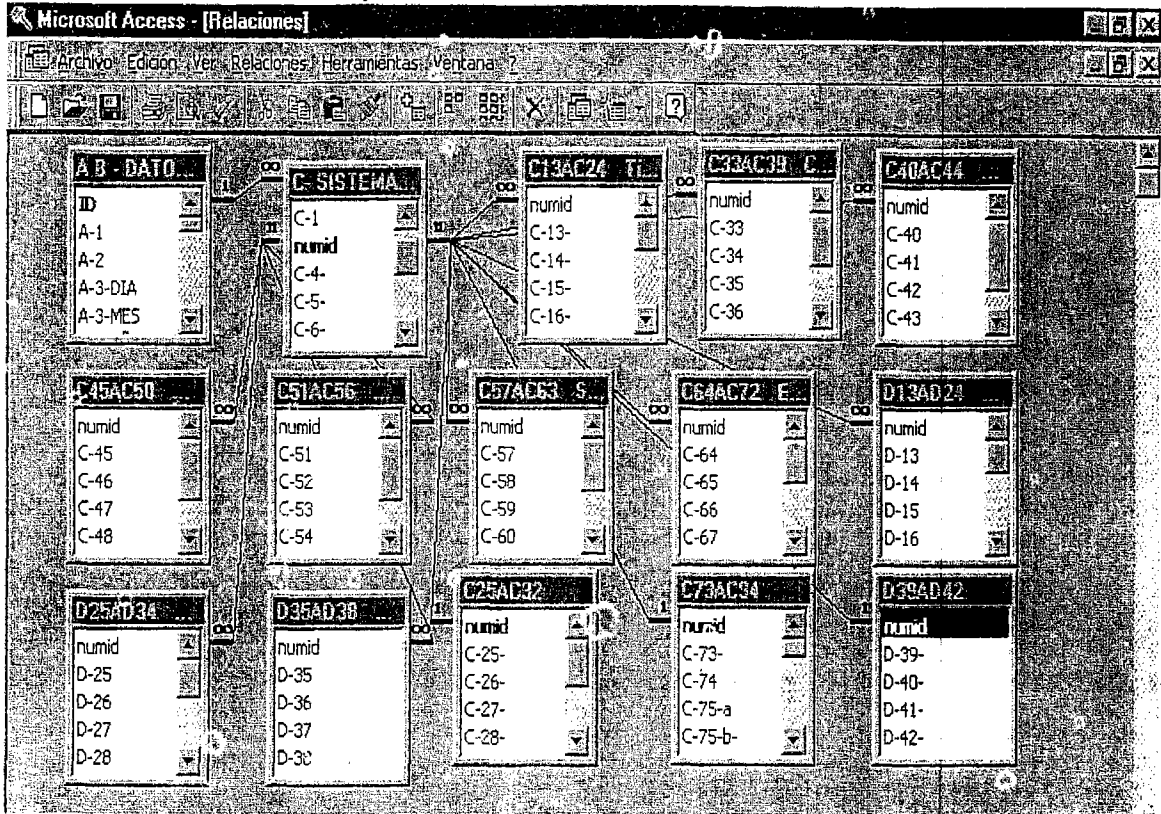 Microsoft Access - [Relaciones]
Archivo Edicion Ver Relaciones Herramientas Ventana ?
A B - DATO...
ID
A-1
A-2
A-3-DIA
A-3-MES
C- SISTEMA...
C-1
numid
C-4-
C-5-
C-6-
C13AC24 Ti...
numid
C-13-
C-14-
C-15-
C-16-
C33AC39 C...
numid
C-33
C-34
C-35
C-36
C40AC44 ...
numid
C-40
C-41
C-42
C-43
C45AC50 ...
numid
C-45
C-46
C-47
C-48
C51AC56 ...
numid
C-51
C-52
C-53
C-54
C57AC63 S...
numid
C-57
C-58
C-59
C-60
C64AC72 E...
numid
C-64
C-65
C-66
C-67
D13AD24 ...
numid
D-13
D-14
D-15
D-16
D25AD34 ...
numid
D-25
D-26
D-27
D-28
D35AD38 ...
numid
D-35
D-36
D-37
D-38
C25AC32
numid
C-25-
C-26-
C-27-
C-28-
C73AC94
numid
C-73-
C-74
C-75-a
C-75-b-
D39AD42
numid
D-39-
D-40-
D-41-
D-42-